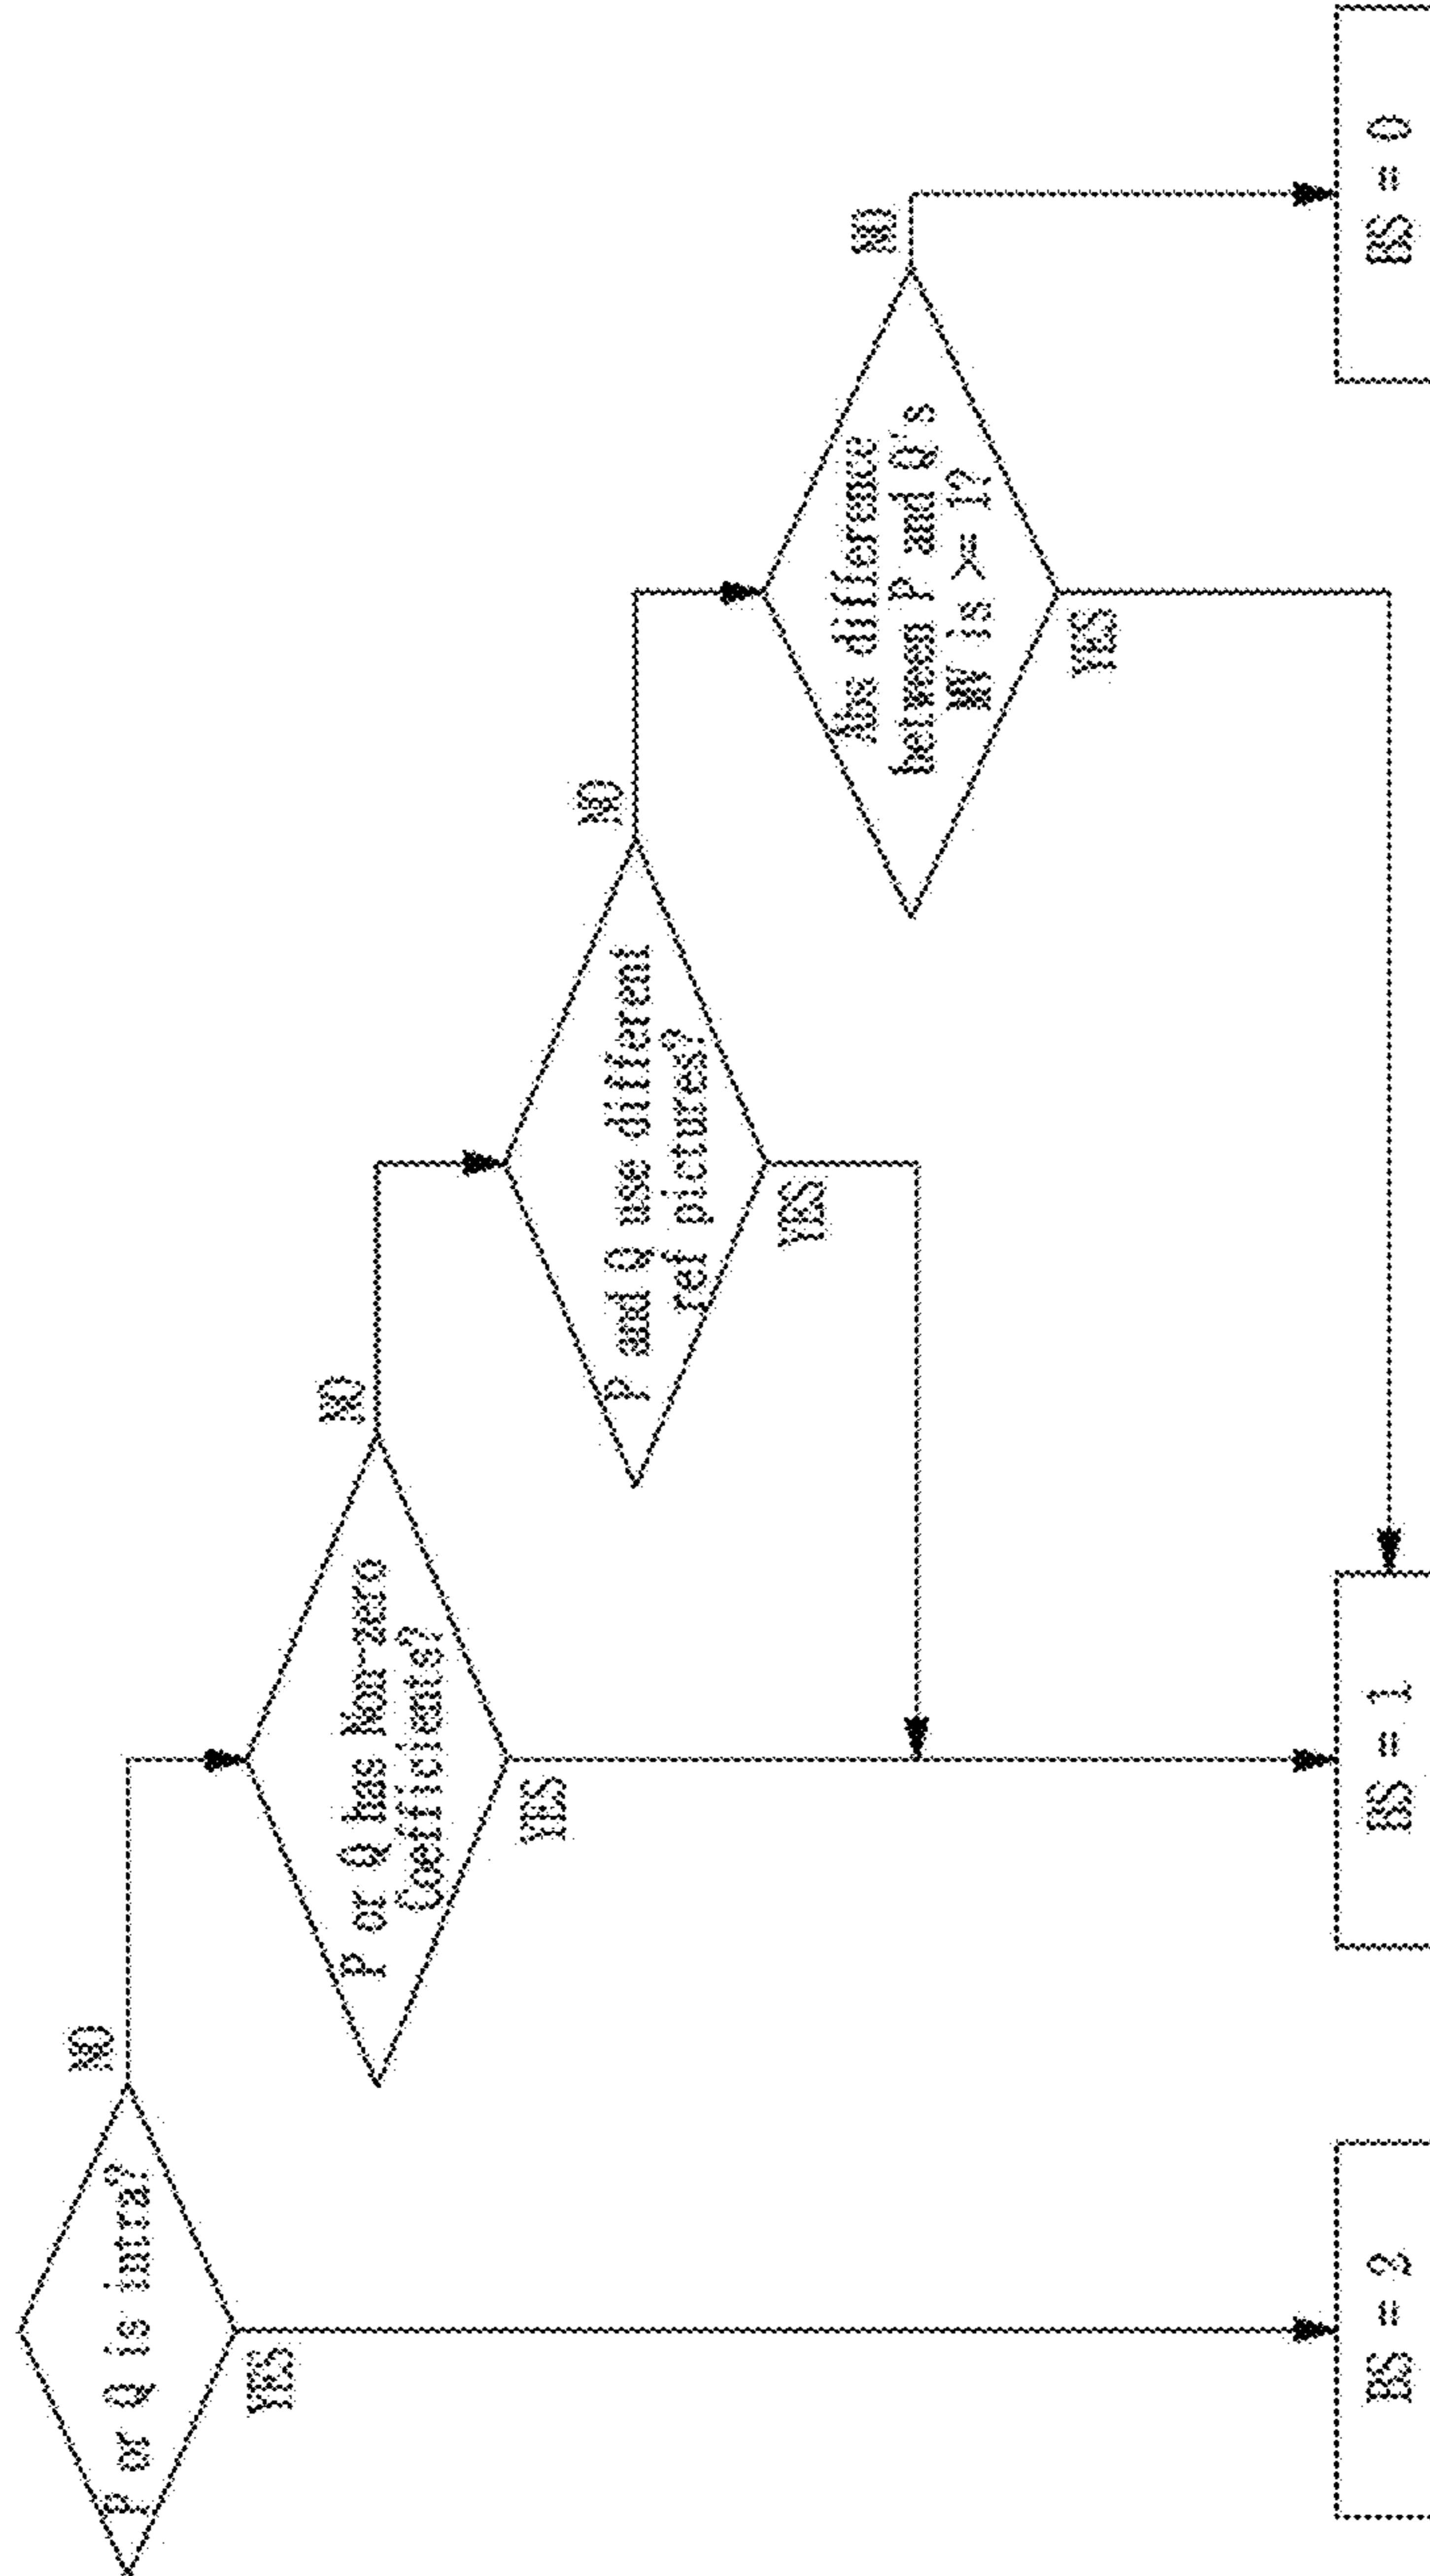 P or Q is intra?
NO
YES
P or Q has Non-zero
Coefficients?
NO
YES
P and Q use different
ref pictures?
NO
YES
Abs difference
between P and Q's
MV is >= 1?
NO
YES
BS = 2
BS = 1
BS = 0